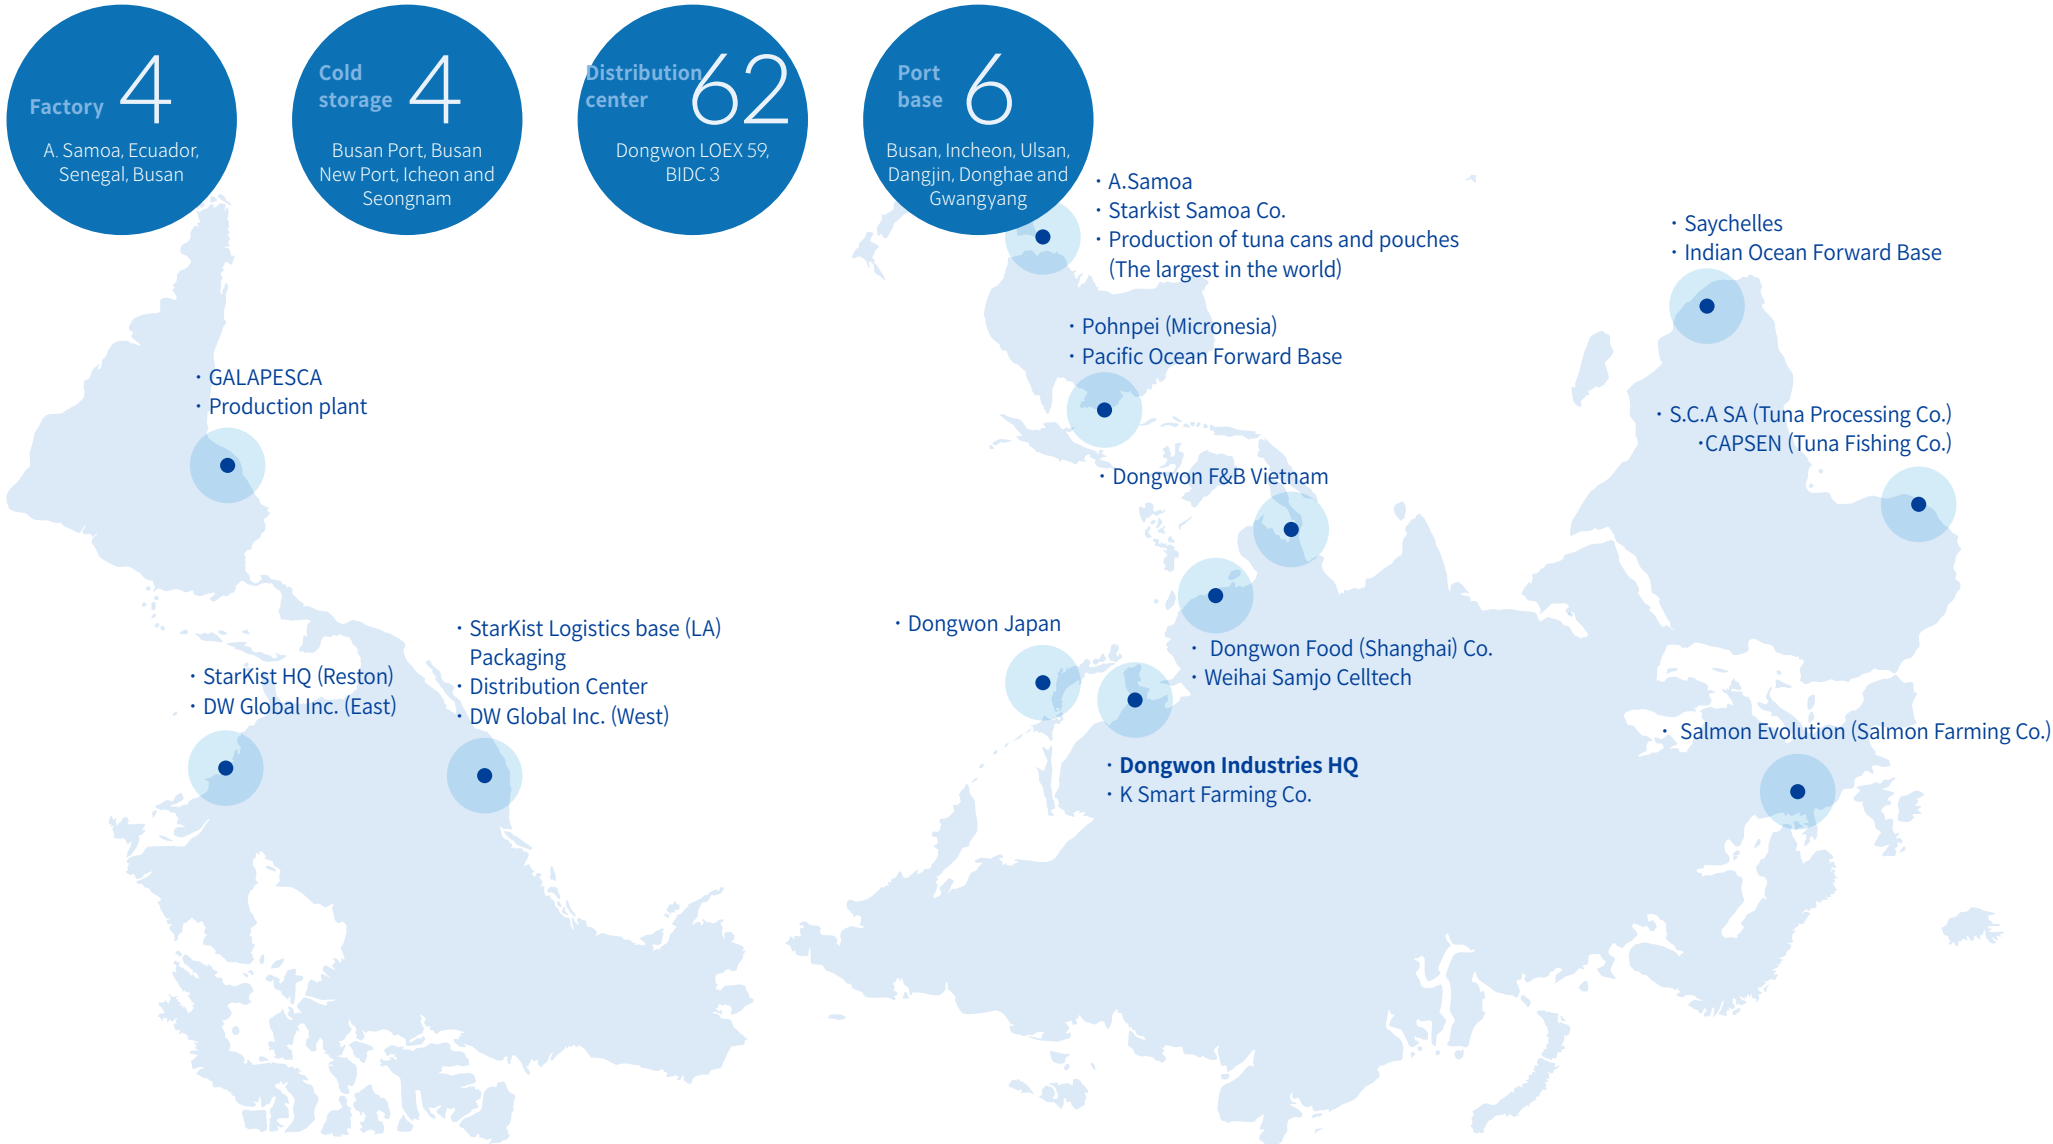 Factory 4
A. Samoa, Ecuador,
Senegal, Busan
Cold
storage 4
Busan Port, Busan
New Port, Icheon and
Seongnam
Distribution
center 62
Dongwon LOEX 59,
BIDC 3
Port
base 6
Busan, Incheon, Ulsan,
Dangjin, Donghae and
Gwangyang
· A.Samoa
· Starkist Samoa Co.
· Production of tuna cans and pouches
(The largest in the world)
· Saychelles
· Indian Ocean Forward Base
· Pohnpei (Micronesia)
· Pacific Ocean Forward Base
· GALAPESCA
· Production plant
· S.C.A SA (Tuna Processing Co.)
·CAPSEN (Tuna Fishing Co.)
· Dongwon F&B Vietnam
· StarKist HQ (Reston)
· DW Global Inc. (East)
· StarKist Logistics base (LA)
Packaging
· Distribution Center
· DW Global Inc. (West)
· Dongwon Japan
· Dongwon Food (Shanghai) Co.
· Weihai Samjo Celltech
· Salmon Evolution (Salmon Farming Co.)
· Dongwon Industries HQ
· K Smart Farming Co.